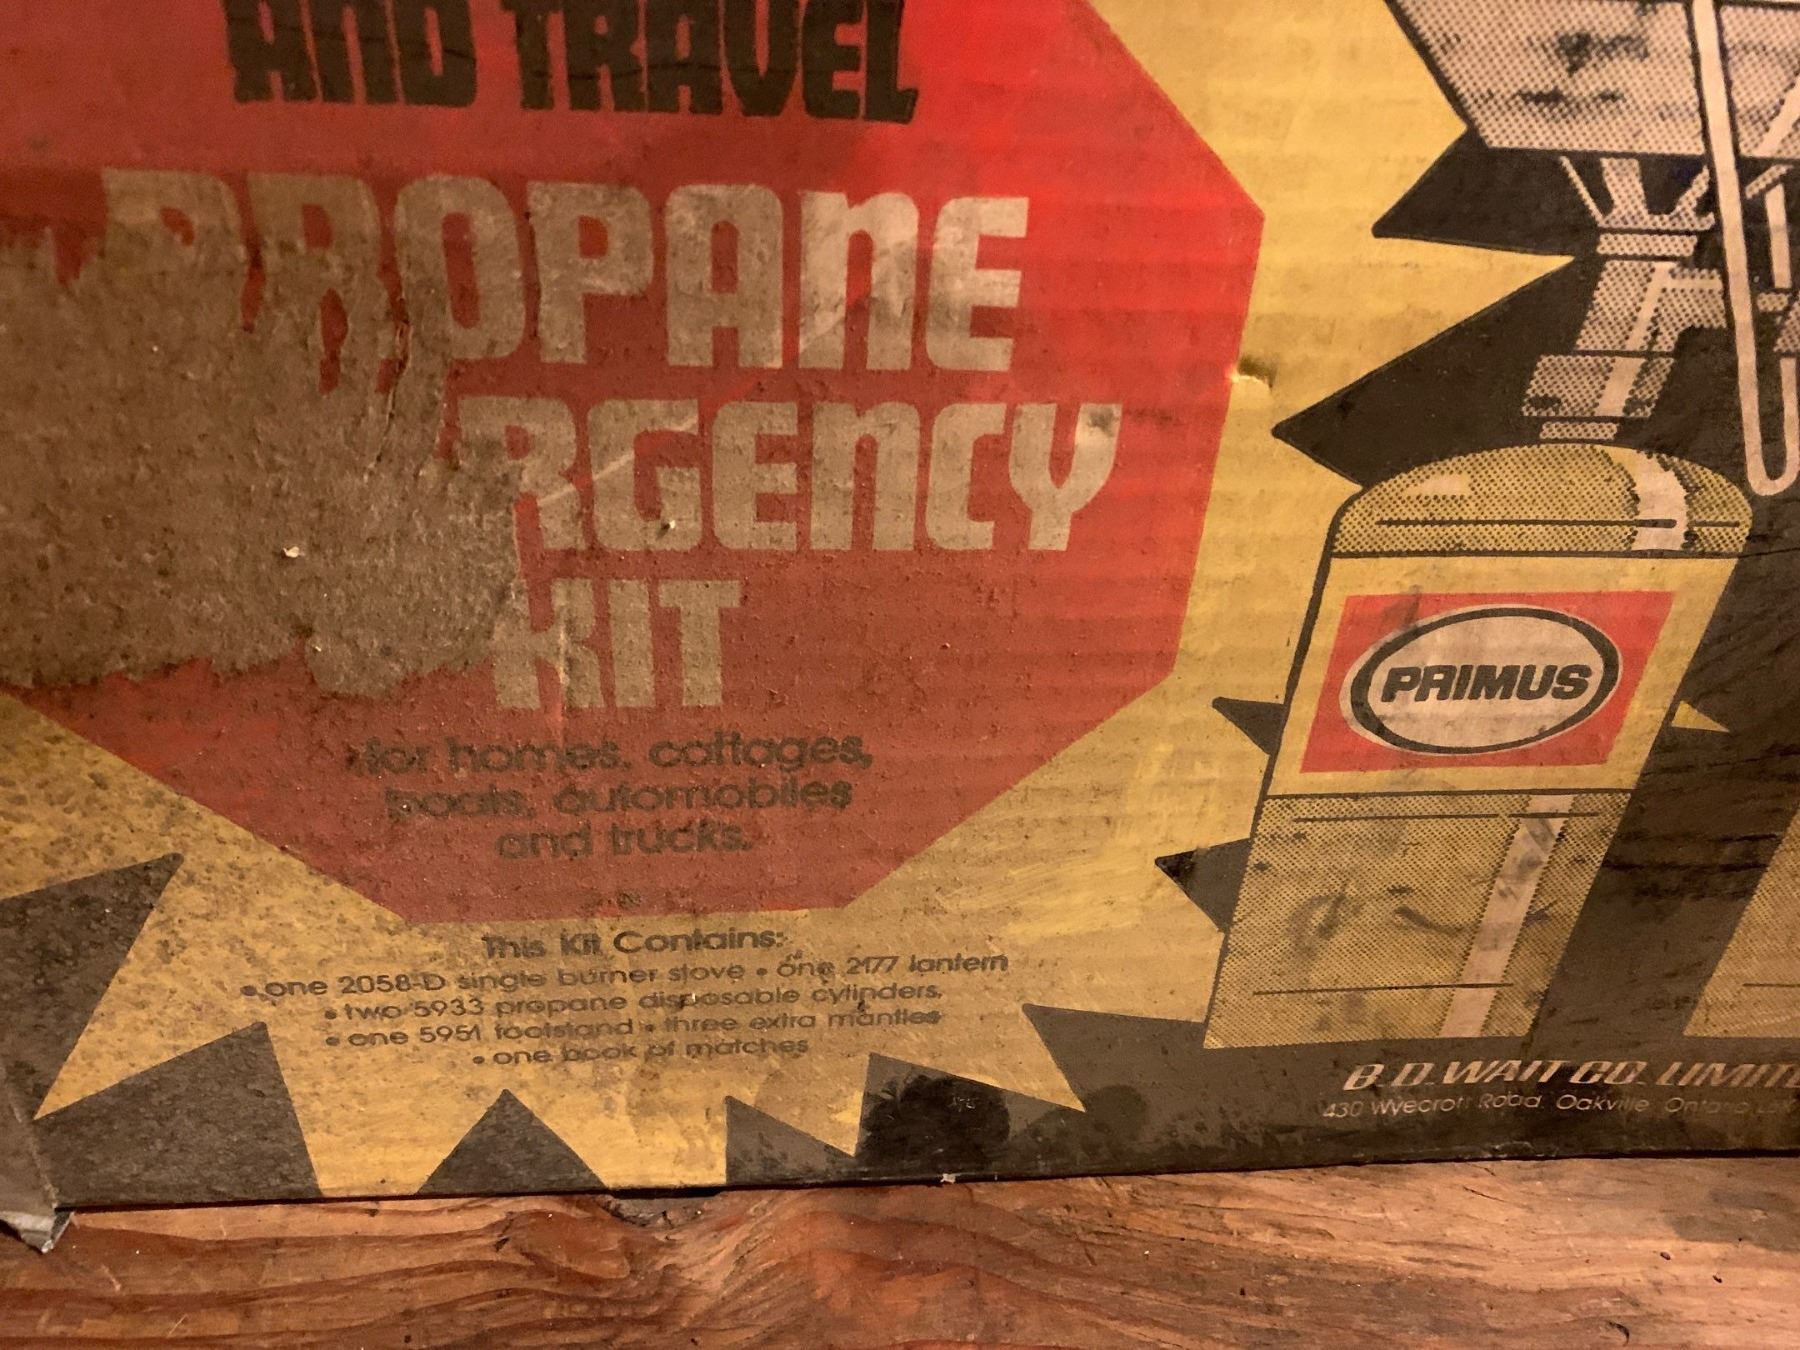 AND TRAVEL
PROPANE
RGENCY
KIT
for homes, cottages,
boats, automobiles
and trucks.
This Kit Contains:
• one 2058-D single burner stove • one 2177 lantern
• two 5933 propane disposable cylinders,
• one 5951 footstand • three extra mantles
• one book of matches
PRIMUS
B.D. WAIT CO. LIMITE
430 Wyecroft Road, Oakville, Ontario